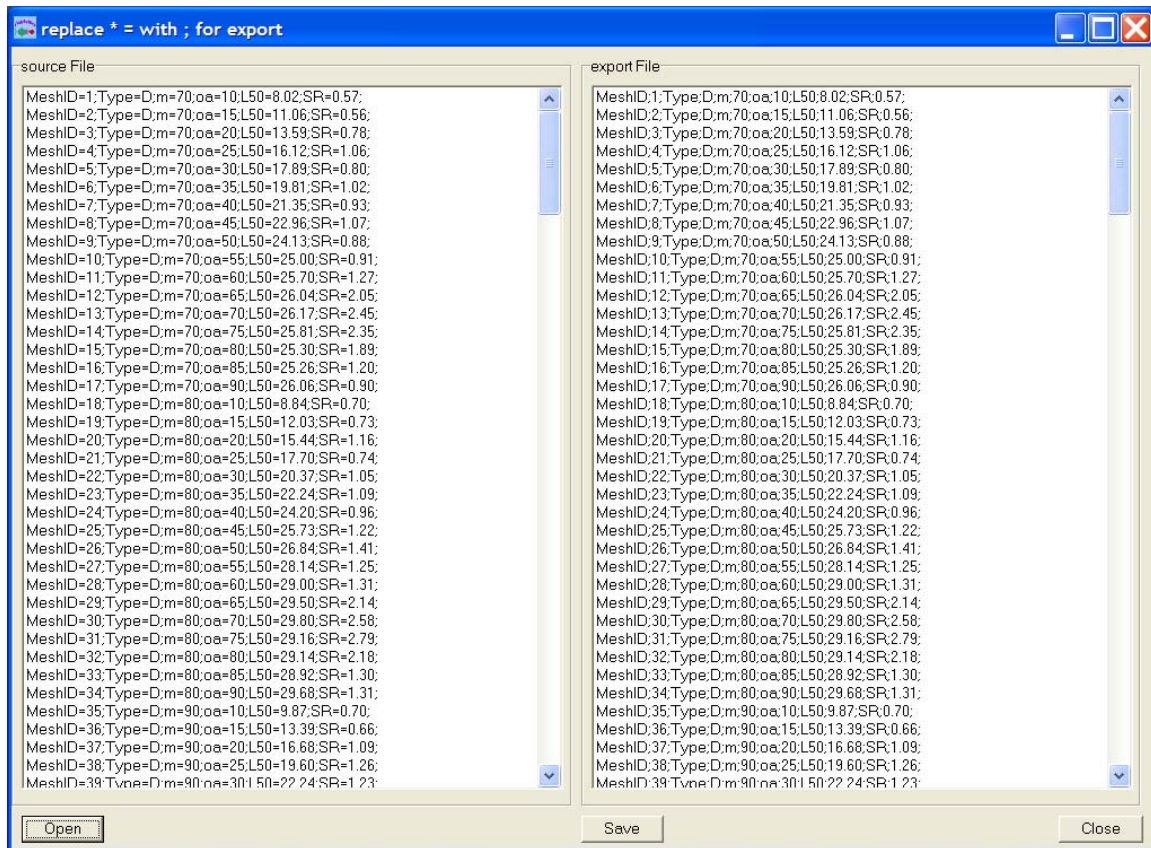 replace * = with ; for export
source File
MeshID=1;Type=D;m=70;oa=10;L50=8.02;SR=0.57;
MeshID=2;Type=D;m=70;oa=15;L50=11.06;SR=0.56;
MeshID=3;Type=D;m=70;oa=20;L50=13.59;SR=0.78;
MeshID=4;Type=D;m=70;oa=25;L50=16.12;SR=1.06;
MeshID=5;Type=D;m=70;oa=30;L50=17.89;SR=0.80;
MeshID=6;Type=D;m=70;oa=35;L50=19.81;SR=1.02;
MeshID=7;Type=D;m=70;oa=40;L50=21.35;SR=0.93;
MeshID=8;Type=D;m=70;oa=45;L50=22.96;SR=1.07;
MeshID=9;Type=D;m=70;oa=50;L50=24.13;SR=0.88;
MeshID=10;Type=D;m=70;oa=55;L50=25.00;SR=0.91;
MeshID=11;Type=D;m=70;oa=60;L50=25.70;SR=1.27;
MeshID=12;Type=D;m=70;oa=65;L50=26.04;SR=2.05;
MeshID=13;Type=D;m=70;oa=70;L50=26.17;SR=2.45;
MeshID=14;Type=D;m=70;oa=75;L50=25.81;SR=2.35;
MeshID=15;Type=D;m=70;oa=80;L50=25.30;SR=1.89;
MeshID=16;Type=D;m=70;oa=85;L50=25.26;SR=1.20;
MeshID=17;Type=D;m=70;oa=90;L50=26.06;SR=0.90;
MeshID=18;Type=D;m=80;oa=10;L50=8.84;SR=0.70;
MeshID=19;Type=D;m=80;oa=15;L50=12.03;SR=0.73;
MeshID=20;Type=D;m=80;oa=20;L50=15.44;SR=1.16;
MeshID=21;Type=D;m=80;oa=25;L50=17.70;SR=0.74;
MeshID=22;Type=D;m=80;oa=30;L50=20.37;SR=1.05;
MeshID=23;Type=D;m=80;oa=35;L50=22.24;SR=1.09;
MeshID=24;Type=D;m=80;oa=40;L50=24.20;SR=0.96;
MeshID=25;Type=D;m=80;oa=45;L50=25.73;SR=1.22;
MeshID=26;Type=D;m=80;oa=50;L50=26.84;SR=1.41;
MeshID=27;Type=D;m=80;oa=55;L50=28.14;SR=1.25;
MeshID=28;Type=D;m=80;oa=60;L50=29.00;SR=1.31;
MeshID=29;Type=D;m=80;oa=65;L50=29.50;SR=2.14;
MeshID=30;Type=D;m=80;oa=70;L50=29.80;SR=2.58;
MeshID=31;Type=D;m=80;oa=75;L50=29.16;SR=2.79;
MeshID=32;Type=D;m=80;oa=80;L50=29.14;SR=2.18;
MeshID=33;Type=D;m=80;oa=85;L50=28.92;SR=1.30;
MeshID=34;Type=D;m=80;oa=90;L50=29.68;SR=1.31;
MeshID=35;Type=D;m=90;oa=10;L50=9.87;SR=0.70;
MeshID=36;Type=D;m=90;oa=15;L50=13.39;SR=0.66;
MeshID=37;Type=D;m=90;oa=20;L50=16.68;SR=1.09;
MeshID=38;Type=D;m=90;oa=25;L50=19.60;SR=1.26;
MeshID=39;Type=D;m=90;oa=30;L50=22.24;SR=1.23;
export File
MeshID;1;Type;D;m;70;oa;10;L50;8.02;SR;0.57;
MeshID;2;Type;D;m;70;oa;15;L50;11.06;SR;0.56;
MeshID;3;Type;D;m;70;oa;20;L50;13.59;SR;0.78;
MeshID;4;Type;D;m;70;oa;25;L50;16.12;SR;1.06;
MeshID;5;Type;D;m;70;oa;30;L50;17.89;SR;0.80;
MeshID;6;Type;D;m;70;oa;35;L50;19.81;SR;1.02;
MeshID;7;Type;D;m;70;oa;40;L50;21.35;SR;0.93;
MeshID;8;Type;D;m;70;oa;45;L50;22.96;SR;1.07;
MeshID;9;Type;D;m;70;oa;50;L50;24.13;SR;0.88;
MeshID;10;Type;D;m;70;oa;55;L50;25.00;SR;0.91;
MeshID;11;Type;D;m;70;oa;60;L50;25.70;SR;1.27;
MeshID;12;Type;D;m;70;oa;65;L50;26.04;SR;2.05;
MeshID;13;Type;D;m;70;oa;70;L50;26.17;SR;2.45;
MeshID;14;Type;D;m;70;oa;75;L50;25.81;SR;2.35;
MeshID;15;Type;D;m;70;oa;80;L50;25.30;SR;1.89;
MeshID;16;Type;D;m;70;oa;85;L50;25.26;SR;1.20;
MeshID;17;Type;D;m;70;oa;90;L50;26.06;SR;0.90;
MeshID;18;Type;D;m;80;oa;10;L50;8.84;SR;0.70;
MeshID;19;Type;D;m;80;oa;15;L50;12.03;SR;0.73;
MeshID;20;Type;D;m;80;oa;20;L50;15.44;SR;1.16;
MeshID;21;Type;D;m;80;oa;25;L50;17.70;SR;0.74;
MeshID;22;Type;D;m;80;oa;30;L50;20.37;SR;1.05;
MeshID;23;Type;D;m;80;oa;35;L50;22.24;SR;1.09;
MeshID;24;Type;D;m;80;oa;40;L50;24.20;SR;0.96;
MeshID;25;Type;D;m;80;oa;45;L50;25.73;SR;1.22;
MeshID;26;Type;D;m;80;oa;50;L50;26.84;SR;1.41;
MeshID;27;Type;D;m;80;oa;55;L50;28.14;SR;1.25;
MeshID;28;Type;D;m;80;oa;60;L50;29.00;SR;1.31;
MeshID;29;Type;D;m;80;oa;65;L50;29.50;SR;2.14;
MeshID;30;Type;D;m;80;oa;70;L50;29.80;SR;2.58;
MeshID;31;Type;D;m;80;oa;75;L50;29.16;SR;2.79;
MeshID;32;Type;D;m;80;oa;80;L50;29.14;SR;2.18;
MeshID;33;Type;D;m;80;oa;85;L50;28.92;SR;1.30;
MeshID;34;Type;D;m;80;oa;90;L50;29.68;SR;1.31;
MeshID;35;Type;D;m;90;oa;10;L50;9.87;SR;0.70;
MeshID;36;Type;D;m;90;oa;15;L50;13.39;SR;0.66;
MeshID;37;Type;D;m;90;oa;20;L50;16.68;SR;1.09;
MeshID;38;Type;D;m;90;oa;25;L50;19.60;SR;1.26;
MeshID;39;Type;D;m;90;oa;30;L50;22.24;SR;1.23;
Open
Save
Close